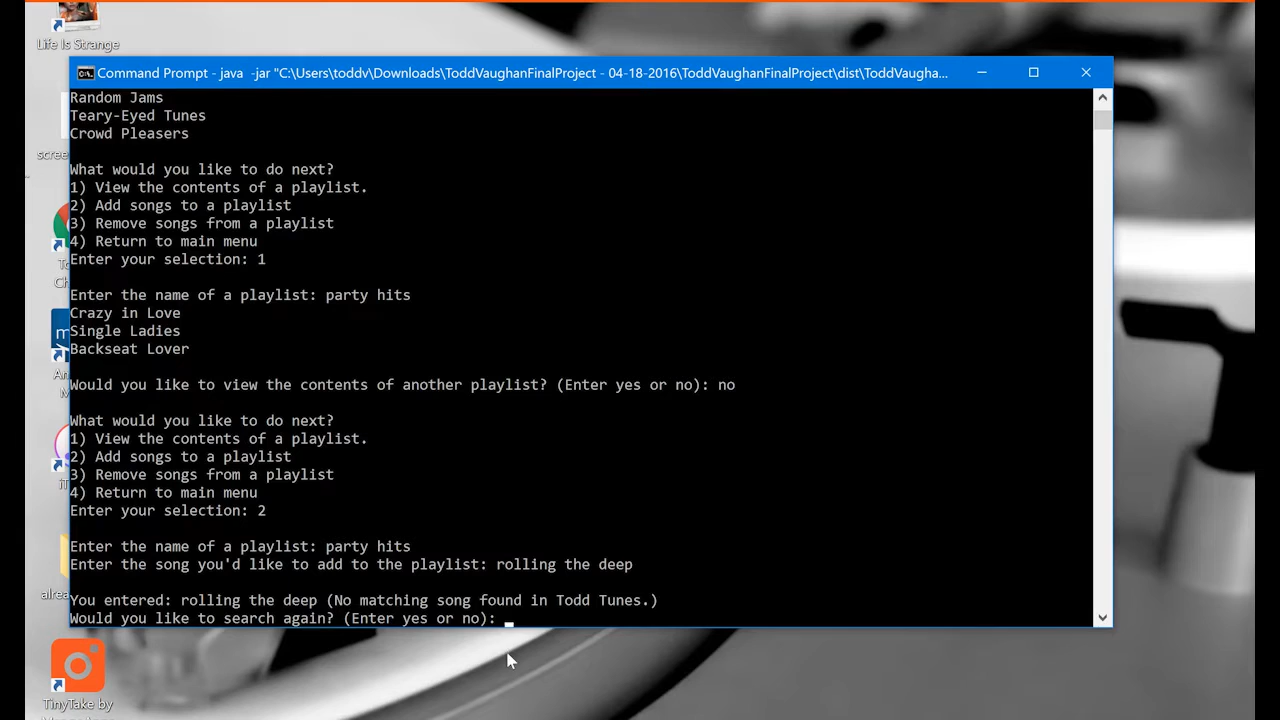 Life Is Strange
Command Prompt - java -jar "C:\Users\toddv\Downloads\ToddVaughanFinalProject - 04-18-2016\ToddVaughanFinalProject\dist\ToddVaugha...
Random Jams
Teary-Eyed Tunes
Crowd Pleasers
scree
What would you like to do next?
1) View the contents of a playlist.
2) Add songs to a playlist
3) Remove songs from a playlist
4) Return to main menu
Enter your selection: 1
To
Ch
Enter the name of a playlist: party hits
Crazy in Love
Single Ladies
Backseat Lover
m
An
M
Would you like to view the contents of another playlist? (Enter yes or no): no
What would you like to do next?
1) View the contents of a playlist.
2) Add songs to a playlist
3) Remove songs from a playlist
4) Return to main menu
iT
Enter your selection: 2
Enter the name of a playlist: party hits
Enter the song you'd like to add to the playlist: rolling the deep
alrea
You entered: rolling the deep (No matching song found in Todd Tunes.)
Would you like to search again? (Enter yes or no):
TinyTake by